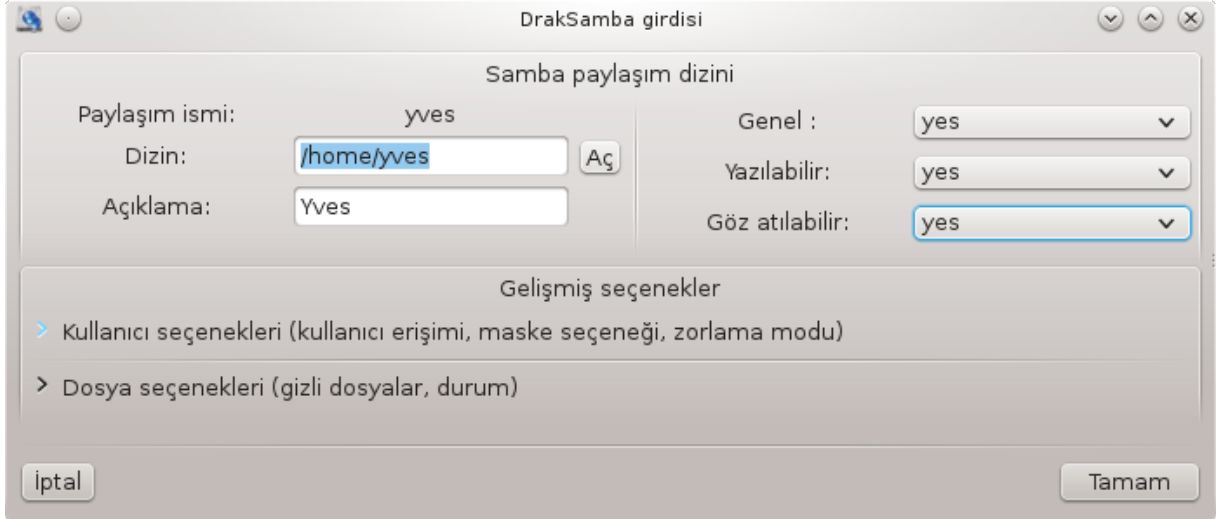 DrakSamba girdisi
Samba paylaşım dizini
Paylaşım ismi: yves
Dizin: /home/yves Aç
Açıklama: Yves
Genel : yes
Yazılabilir: yes
Göz atılabilir: yes
Gelişmiş seçenekler
Kullanıcı seçenekleri (kullanıcı erişimi, maske seçeneği, zorlama modu)
Dosya seçenekleri (gizli dosyalar, durum)
İptal Tamam